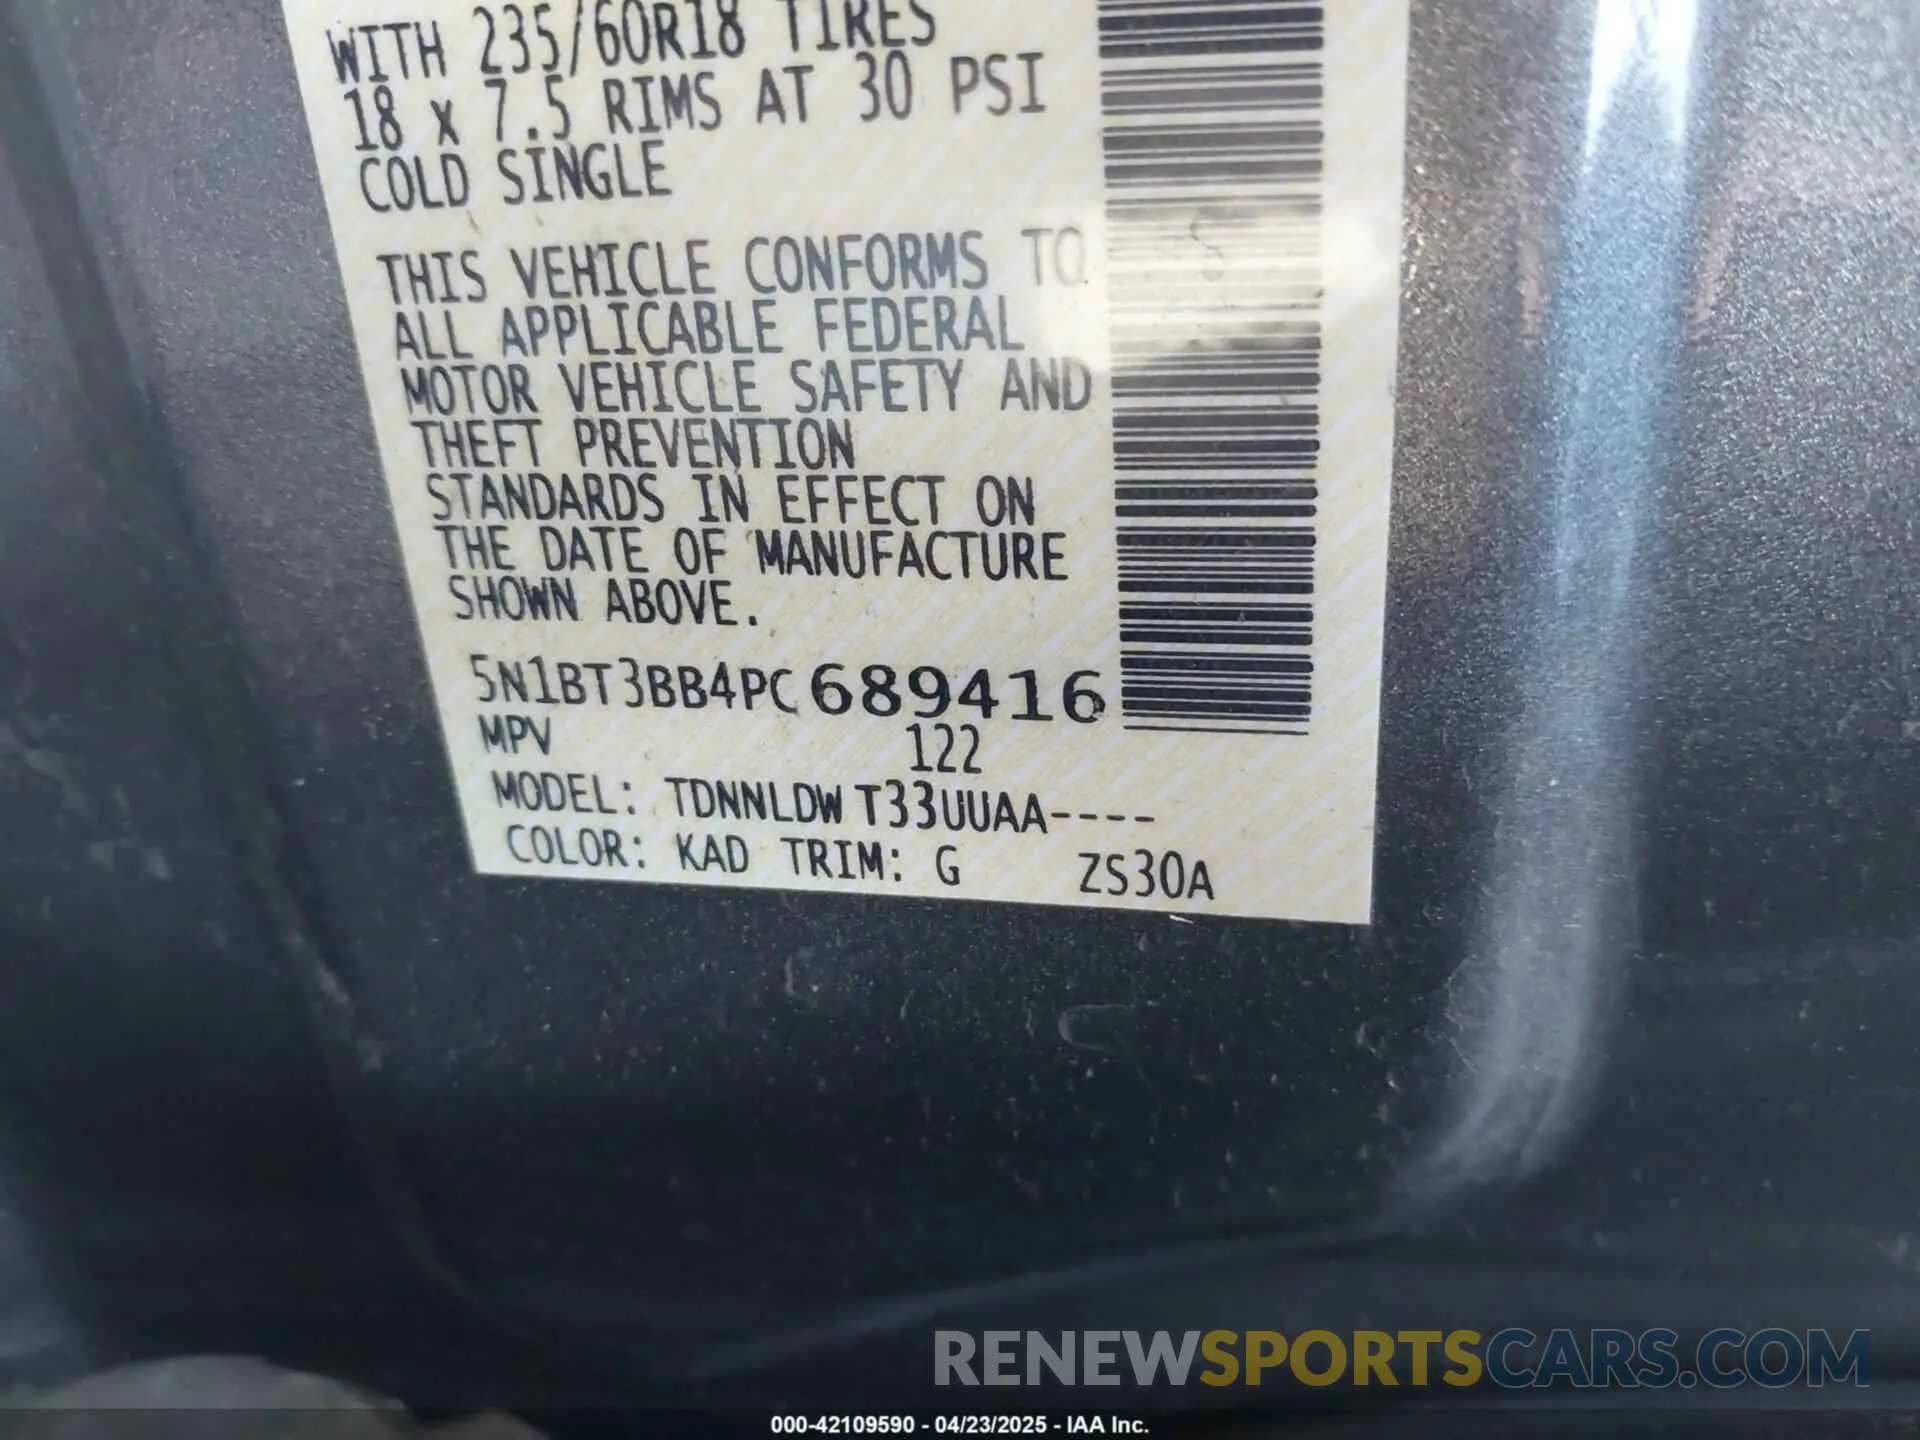 WITH 235/60R18 TIRES
18 x 7.5 RIMS AT 30 PSI
COLD SINGLE
THIS VEHICLE CONFORMS TO
ALL APPLICABLE FEDERAL
MOTOR VEHICLE SAFETY AND
THEFT PREVENTION
STANDARDS IN EFFECT ON
THE DATE OF MANUFACTURE
SHOWN ABOVE.
5N1BT3BB4PC689416
MPV 122
MODEL: TDNNLDW T33UUAA----
COLOR: KAD TRIM: G ZS30A
RENEWSPORTSCARS.COM
000-42109590 - 04/23/2025 - IAA Inc.